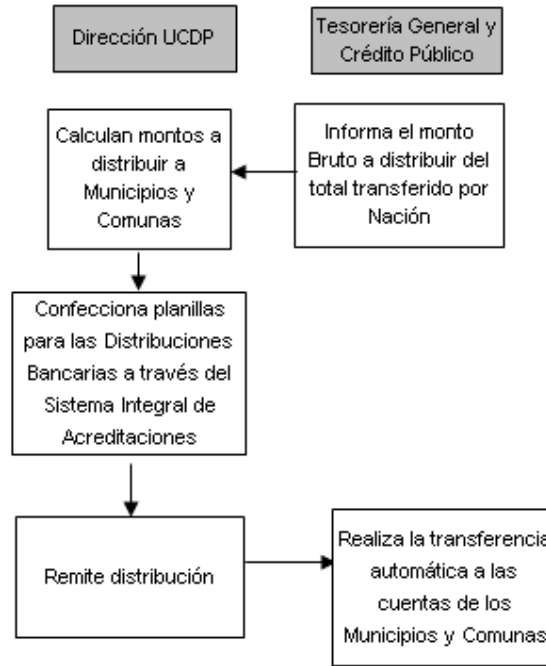 Dirección UCDP
Tesorería General y
Crédito Público
Calculan montos a
distribuir a
Municipios y
Comunas
Informa el monto
Bruto a distribuir del
total transferido por
Nación
Confecciona planillas
para las Distribuciones
Bancarias a través del
Sistema Integral de
Acreditaciones
Remite distribución
Realiza la transferencia
automática a las
cuentas de los
Municipios y Comunas